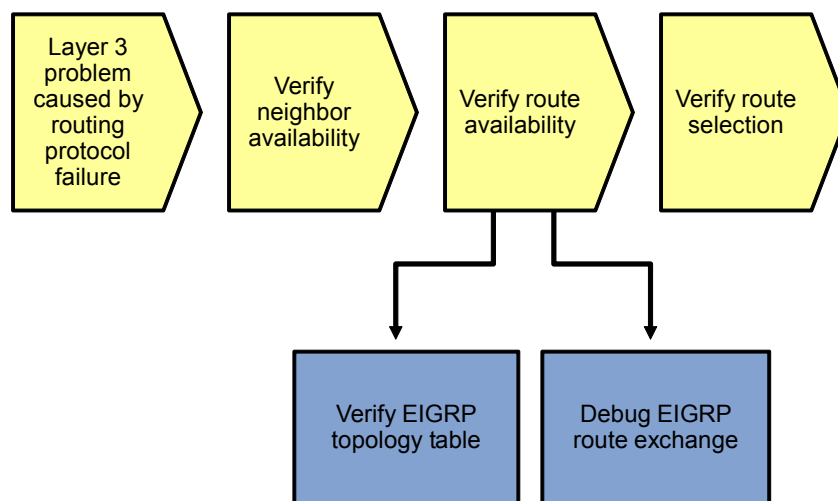 Layer 3
problem
caused by
routing
protocol
failure
Verify
neighbor
availability
Verify route
availability
Verify route
selection
Verify EIGRP
topology table
Debug EIGRP
route exchange